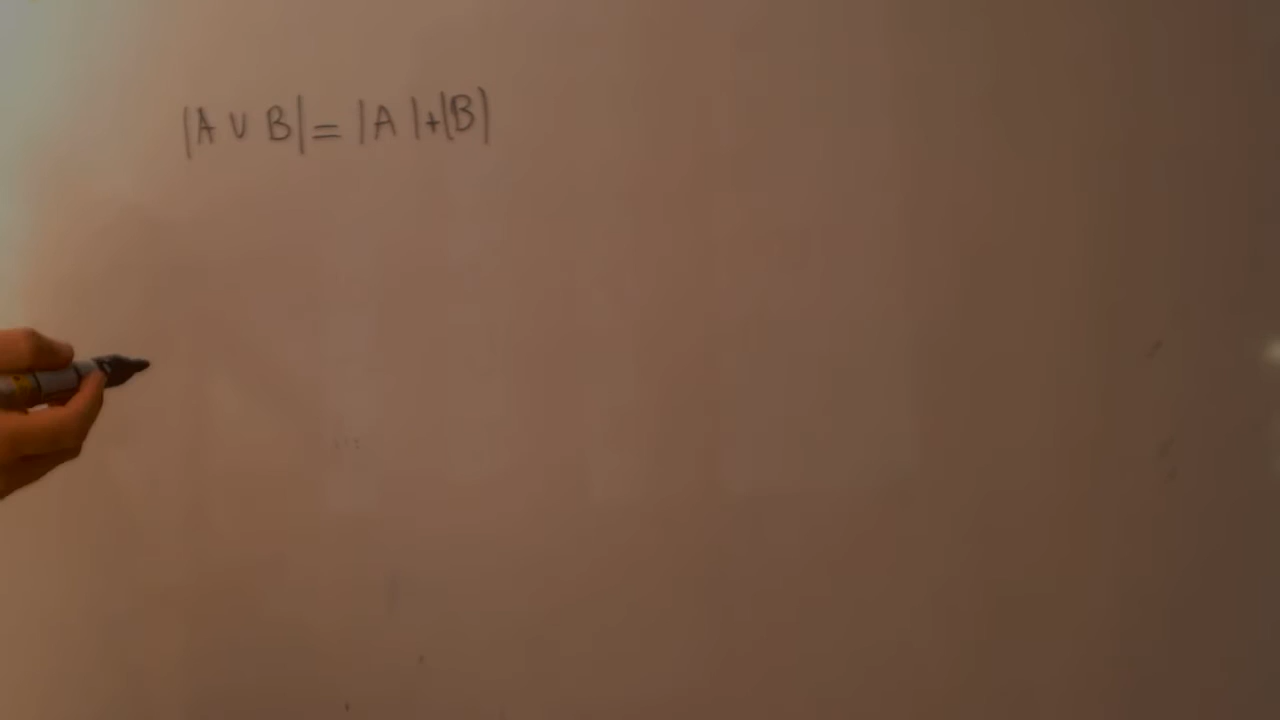 |A ∪ B| = |A| + |B|